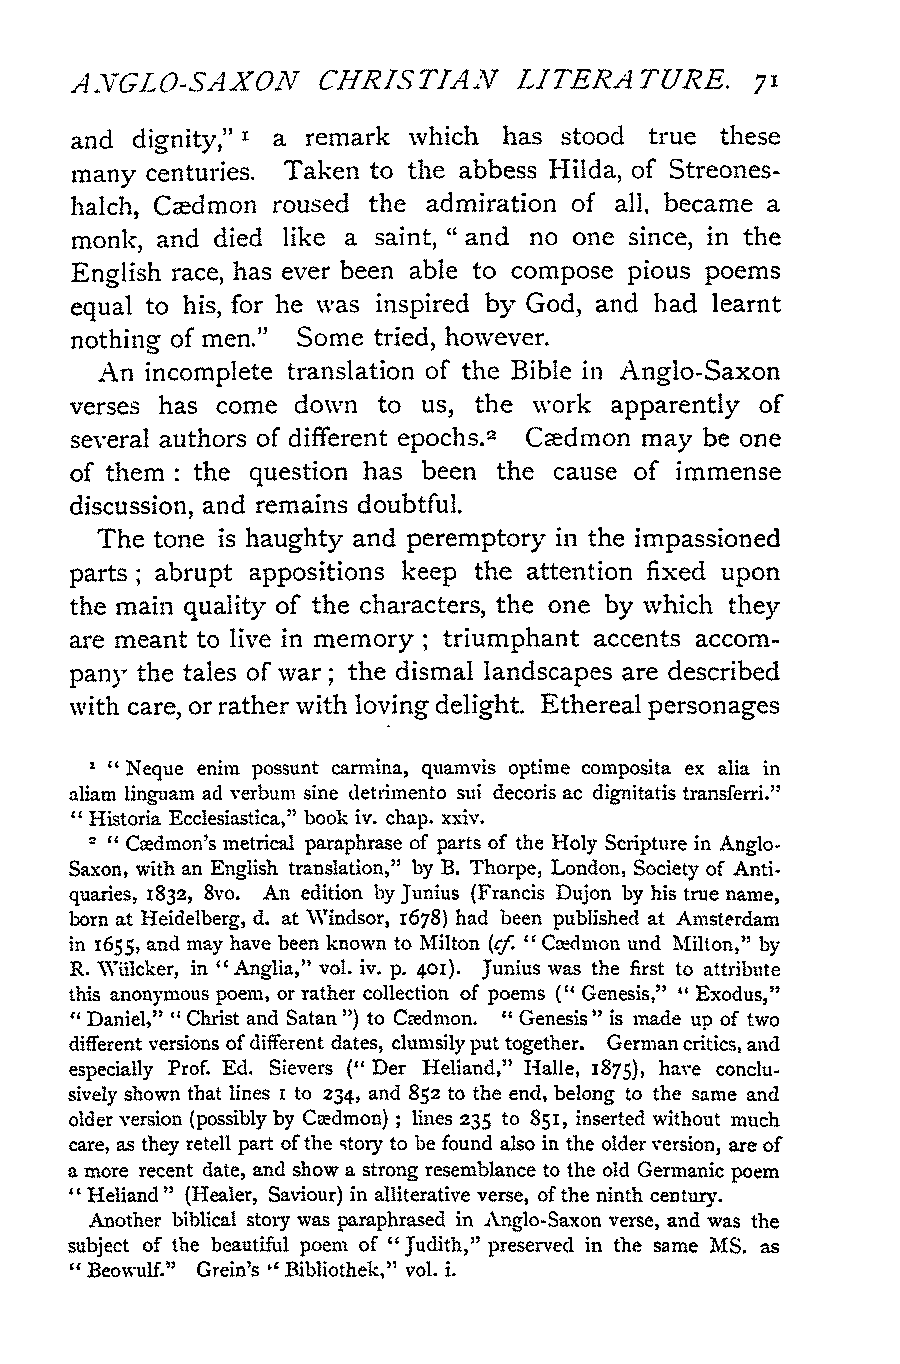 ANGLO-SAXON CHRISTIAN LITERATURE. 71
and dignity," ¹ a remark which has stood true these
many centuries. Taken to the abbess Hilda, of Streones-
halch, Cædmon roused the admiration of all, became a
monk, and died like a saint, " and no one since, in the
English race, has ever been able to compose pious poems
equal to his, for he was inspired by God, and had learnt
nothing of men." Some tried, however.
An incomplete translation of the Bible in Anglo-Saxon
verses has come down to us, the work apparently of
several authors of different epochs.² Cædmon may be one
of them : the question has been the cause of immense
discussion, and remains doubtful.
The tone is haughty and peremptory in the impassioned
parts ; abrupt appositions keep the attention fixed upon
the main quality of the characters, the one by which they
are meant to live in memory ; triumphant accents accom-
pany the tales of war ; the dismal landscapes are described
with care, or rather with loving delight. Ethereal personages
¹ " Neque enim possunt carmina, quamvis optime composita ex alia in
aliam linguam ad verbum sine detrimento sui decoris ac dignitatis transferri."
" Historia Ecclesiastica," book iv. chap. xxiv.
² " Cædmon's metrical paraphrase of parts of the Holy Scripture in Anglo-
Saxon, with an English translation," by B. Thorpe, London, Society of Anti-
quaries, 1832, 8vo. An edition by Junius (Francis Dujon by his true name,
born at Heidelberg, d. at Windsor, 1678) had been published at Amsterdam
in 1655, and may have been known to Milton (cf. " Cædmon und Milton," by
R. Wülcker, in " Anglia," vol. iv. p. 401). Junius was the first to attribute
this anonymous poem, or rather collection of poems (" Genesis," " Exodus,"
" Daniel," " Christ and Satan ") to Cædmon. " Genesis " is made up of two
different versions of different dates, clumsily put together. German critics, and
especially Prof. Ed. Sievers (" Der Heliand," Halle, 1875), have conclu-
sively shown that lines 1 to 234, and 852 to the end, belong to the same and
older version (possibly by Cædmon) ; lines 235 to 851, inserted without much
care, as they retell part of the story to be found also in the older version, are of
a more recent date, and show a strong resemblance to the old Germanic poem
" Heliand " (Healer, Saviour) in alliterative verse, of the ninth century.
Another biblical story was paraphrased in Anglo-Saxon verse, and was the
subject of the beautiful poem of " Judith," preserved in the same MS. as
" Beowulf." Grein's " Bibliothek," vol. i.